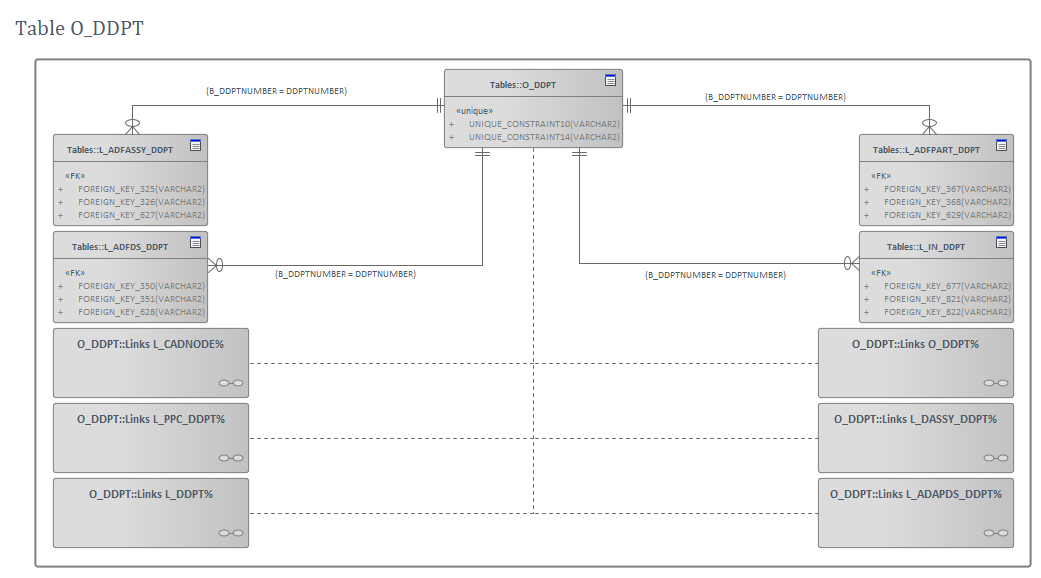 Table O_DDPT
(B_DDPTNUMBER = DDPTNUMBER)
Tables::O_DDPT
«unique»
+ UNIQUE_CONSTRAINT10(VARCHAR2)
+ UNIQUE_CONSTRAINT14(VARCHAR2)
(B_DDPTNUMBER = DDPTNUMBER)
Tables::L_ADFASSY_DDPT
«FK»
+ FOREIGN_KEY_325(VARCHAR2)
+ FOREIGN_KEY_326(VARCHAR2)
+ FOREIGN_KEY_627(VARCHAR2)
Tables::L_ADFPART_DDPT
«FK»
+ FOREIGN_KEY_367(VARCHAR2)
+ FOREIGN_KEY_368(VARCHAR2)
+ FOREIGN_KEY_629(VARCHAR2)
Tables::L_ADFDS_DDPT
«FK»
+ FOREIGN_KEY_350(VARCHAR2)
+ FOREIGN_KEY_351(VARCHAR2)
+ FOREIGN_KEY_628(VARCHAR2)
(B_DDPTNUMBER = DDPTNUMBER)
(B_DDPTNUMBER = DDPTNUMBER)
Tables::L_IN_DDPT
«FK»
+ FOREIGN_KEY_677(VARCHAR2)
+ FOREIGN_KEY_821(VARCHAR2)
+ FOREIGN_KEY_822(VARCHAR2)
O_DDPT::Links L_CADNODE%
O_DDPT::Links O_DDPT%
O_DDPT::Links L_PPC_DDPT%
O_DDPT::Links L_DASSY_DDPT%
O_DDPT::Links L_DDPT%
O_DDPT::Links L_ADAPDS_DDPT%